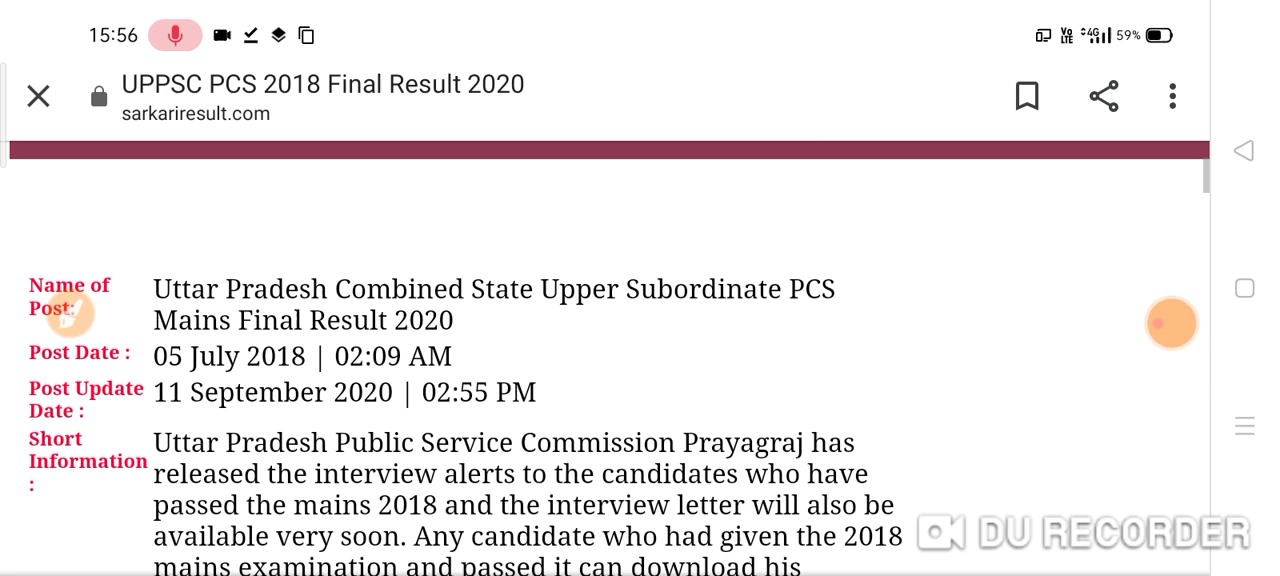 15:56 Vo LTE 4G 59%
UPPSC PCS 2018 Final Result 2020
sarkariresult.com
Name of Post:
Uttar Pradesh Combined State Upper Subordinate PCS
Mains Final Result 2020
Post Date : 05 July 2018 | 02:09 AM
Post Update Date :
11 September 2020 | 02:55 PM
Short Information :
Uttar Pradesh Public Service Commission Prayagraj has
released the interview alerts to the candidates who have
passed the mains 2018 and the interview letter will also be
available very soon. Any candidate who had given the 2018
mains examination and passed it can download his
DU RECORDER